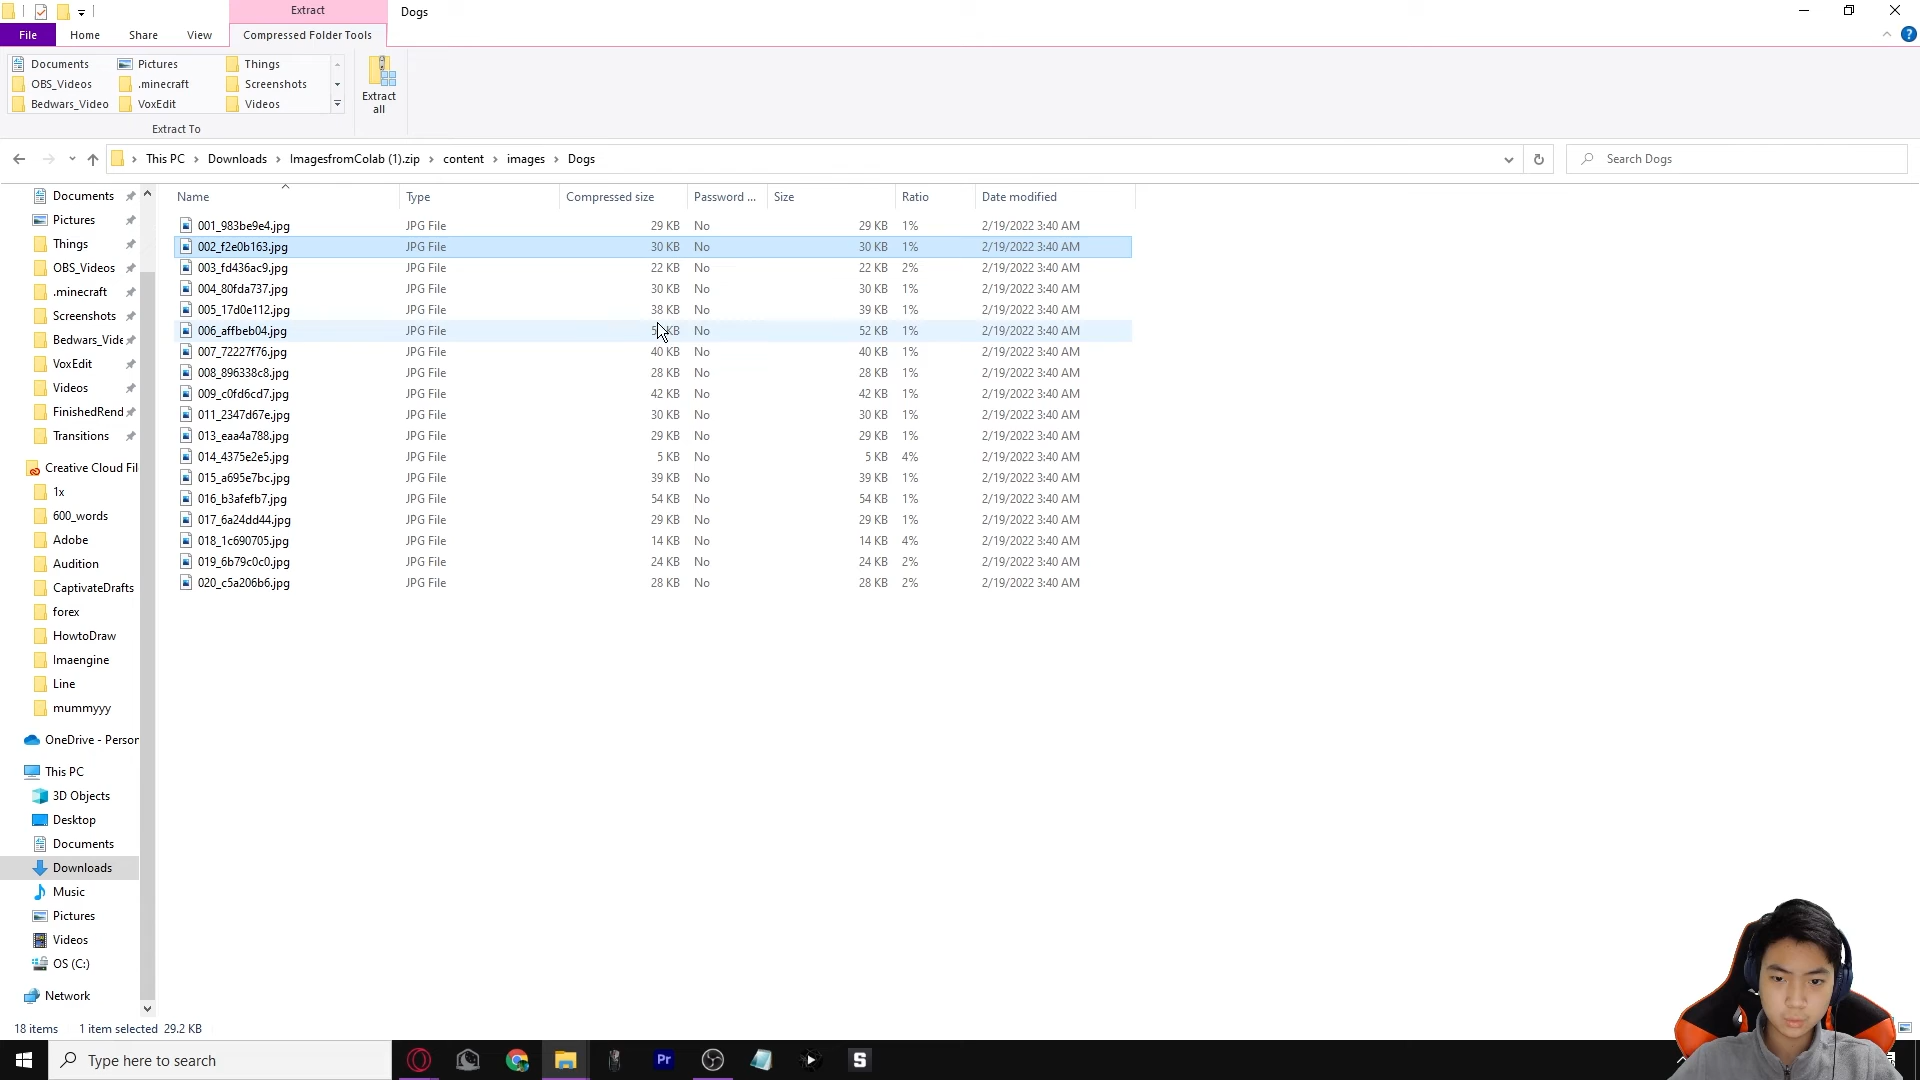 Extract
Dogs
File
Home
Share
View
Compressed Folder Tools
Documents
Pictures
Things
OBS_Videos
.minecraft
Screenshots
Bedwars_Video
VoxEdit
Videos
Extract To
Extract all
This PC
Downloads
ImagesfromColab (1).zip
content
images
Dogs
Search Dogs
Documents
Pictures
Things
OBS_Videos
.minecraft
Screenshots
Bedwars_Vide
VoxEdit
Videos
FinishedRend
Transitions
Creative Cloud Fil
1x
600_words
Adobe
Audition
CaptivateDrafts
forex
HowtoDraw
Imaengine
Line
mummyyy
OneDrive - Person
This PC
3D Objects
Desktop
Documents
Downloads
Music
Pictures
Videos
OS (C:)
Network
Name Type Compressed size Password ... Size Ratio Date modified
001_983be9e4.jpg JPG File 29 KB No 29 KB 1% 2/19/2022 3:40 AM
002_f2e0b163.jpg JPG File 30 KB No 30 KB 1% 2/19/2022 3:40 AM
003_fd436ac9.jpg JPG File 22 KB No 22 KB 2% 2/19/2022 3:40 AM
004_80fda737.jpg JPG File 30 KB No 30 KB 1% 2/19/2022 3:40 AM
005_17d0e112.jpg JPG File 38 KB No 39 KB 1% 2/19/2022 3:40 AM
006_affbeb04.jpg JPG File KB No 52 KB 1% 2/19/2022 3:40 AM
007_72227f76.jpg JPG File 40 KB No 40 KB 1% 2/19/2022 3:40 AM
008_896338c8.jpg JPG File 28 KB No 28 KB 1% 2/19/2022 3:40 AM
009_c0fd6cd7.jpg JPG File 42 KB No 42 KB 1% 2/19/2022 3:40 AM
011_2347d67e.jpg JPG File 30 KB No 30 KB 1% 2/19/2022 3:40 AM
013_eaa4a788.jpg JPG File 29 KB No 29 KB 1% 2/19/2022 3:40 AM
014_4375e2e5.jpg JPG File 5 KB No 5 KB 4% 2/19/2022 3:40 AM
015_a695e7bc.jpg JPG File 39 KB No 39 KB 1% 2/19/2022 3:40 AM
016_b3afefb7.jpg JPG File 54 KB No 54 KB 1% 2/19/2022 3:40 AM
017_6a24dd44.jpg JPG File 29 KB No 29 KB 1% 2/19/2022 3:40 AM
018_1c690705.jpg JPG File 14 KB No 14 KB 4% 2/19/2022 3:40 AM
019_6b79c0c0.jpg JPG File 24 KB No 24 KB 2% 2/19/2022 3:40 AM
020_c5a206b6.jpg JPG File 28 KB No 28 KB 2% 2/19/2022 3:40 AM
18 items 1 item selected 29.2 KB
Type here to search
Pr
S